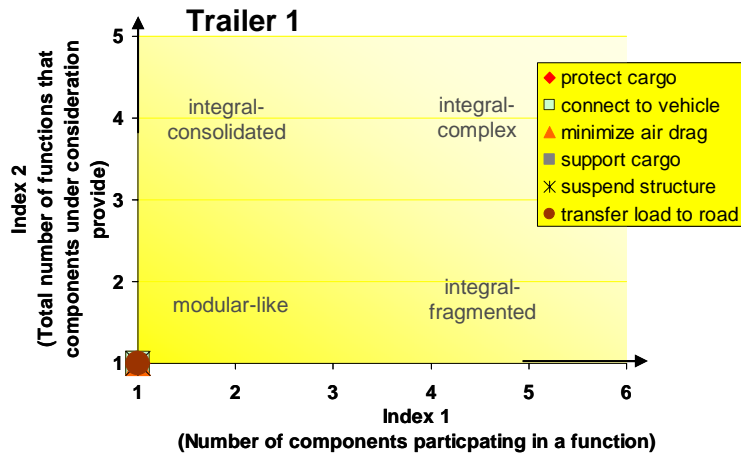 Trailer 1
Index 2
(Total number of functions that
components under consideration
provide)
5
4
3
2
1
integral-
consolidated
integral-
complex
modular-like
integral-
fragmented
protect cargo
connect to vehicle
minimize air drag
support cargo
suspend structure
transfer load to road
1 2 3 4 5 6
Index 1
(Number of components particpating in a function)